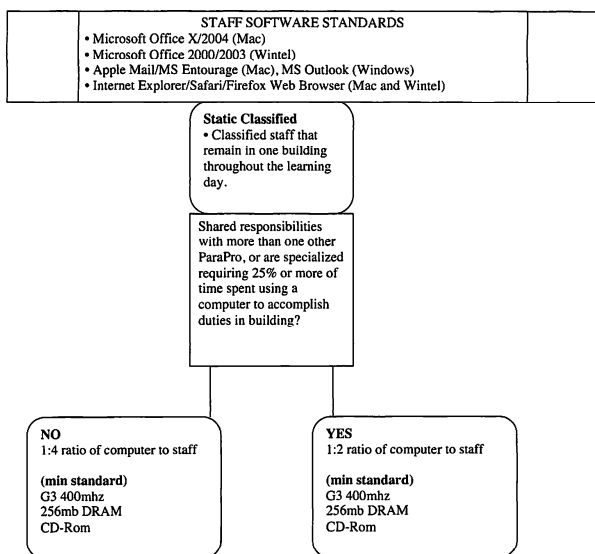 STAFF SOFTWARE STANDARDS
• Microsoft Office X/2004 (Mac)
• Microsoft Office 2000/2003 (Wintel)
• Apple Mail/MS Entourage (Mac), MS Outlook (Windows)
• Internet Explorer/Safari/Firefox Web Browser (Mac and Wintel)
Static Classified
• Classified staff that
remain in one building
throughout the learning
day.
Shared responsibilities
with more than one other
ParaPro, or are specialized
requiring 25% or more of
time spent using a
computer to accomplish
duties in building?
NO
1:4 ratio of computer to staff
(min standard)
G3 400mhz
256mb DRAM
CD-Rom
YES
1:2 ratio of computer to staff
(min standard)
G3 400mhz
256mb DRAM
CD-Rom